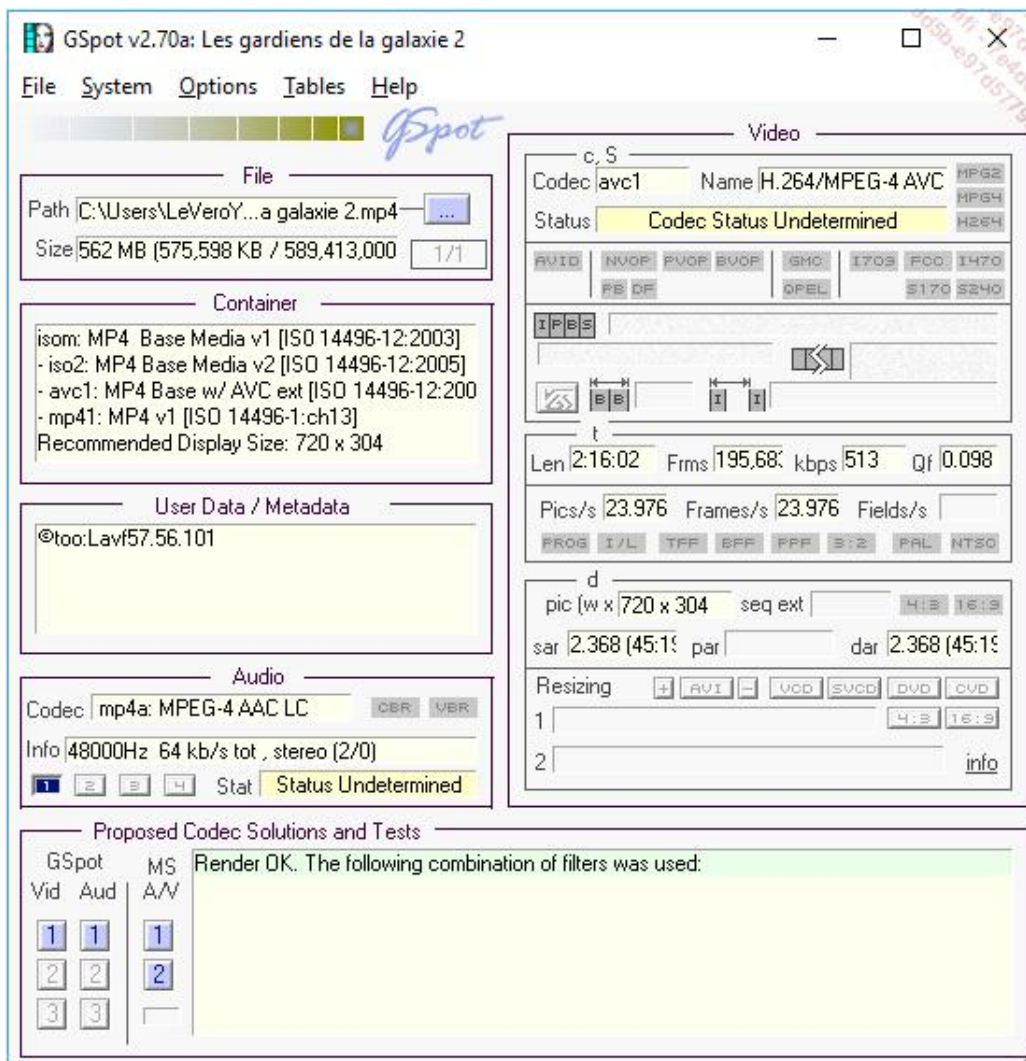 GSpot v2.70a: Les gardiens de la galaxie 2
File System Options Tables Help
GSpot
File
Path C:\Users\LeVeroY...a galaxie 2.mp4 ...
Size 562 MB (575,598 KB / 589,413,000 1/1
Container
isom: MP4 Base Media v1 [ISO 14496-12:2003]
- iso2: MP4 Base Media v2 [ISO 14496-12:2005]
- avc1: MP4 Base w/ AVC ext [ISO 14496-12:200
- mp41: MP4 v1 [ISO 14496-1:ch13]
Recommended Display Size: 720 x 304
User Data / Metadata
©too:Lavf57.56.101
Audio
Codec mp4a: MPEG-4 AAC LC CBR VBR
Info 48000Hz 64 kb/s tot , stereo (2/0)
1 2 3 4 Stat Status Undetermined
Video
c, S
Codec avc1 Name H.264/MPEG-4 AVC MPG2
MPG4
Status Codec Status Undetermined H264
AVID NVOP PVOP BVOP GMC I709 FCC I470
PB DF QPEL S170 S240
I P B S
B B I I
t
Len 2:16:02 Frms 195,68 kbps 513 Qf 0.098
Pics/s 23.976 Frames/s 23.976 Fields/s
PROG I/L TFF BFF PPF 3:2 PAL NTSC
d
pic (w x 720 x 304 seq ext 4:3 16:9
sar 2.368 (45:19 par dar 2.368 (45:19
Resizing + AVI - VCD SVCD DVD CVD
1 4:3 16:9
2 info
Proposed Codec Solutions and Tests
GSpot MS
Vid Aud A/V
1 1 1
2 2 2
3 3
Render OK. The following combination of filters was used: